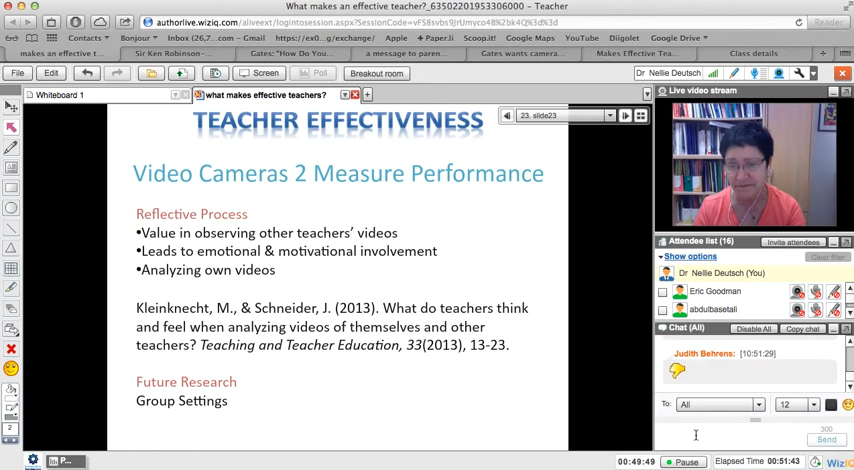 What makes an effective teacher?_63502201953306000 - Teacher
authorlive.wiziq.com/aliveext/logintosession.aspx?SessionCode=vFS8svbs9JrUmyco4B%2bk4Q%3d%3d
Reader
Contacts Bonjour Inbox (26,7...com) https://ex0...g/exchange/ Apple Paper.li Scoop.it! Google Maps YouTube Diigolet Google Drive
makes an effective t... Sir Ken Robinson-... Gates: "How Do You... a message to paren... Gates wants camera... Makes Effective Tea... Class details
File Edit Screen Poll Breakout room Dr Nellie Deutsch
Whiteboard 1 what makes effective teachers?
Live video stream
TEACHER EFFECTIVENESS
23. slide23
Video Cameras 2 Measure Performance
Reflective Process
•Value in observing other teachers' videos
•Leads to emotional & motivational involvement
•Analyzing own videos
Kleinknecht, M., & Schneider, J. (2013). What do teachers think
and feel when analyzing videos of themselves and other
teachers? Teaching and Teacher Education, 33(2013), 13-23.
Future Research
Group Settings
Attendee list (16) Invite attendees
Show options Clear filter
Dr Nellie Deutsch (You)
Eric Goodman
abdulbasetali
Chat (All) Disable All Copy chat
Judith Behrens: [10:51:29]
To: All 12
300
Send
2
P...
00:49:49 Pause Elapsed Time 00:51:43 WizIQ